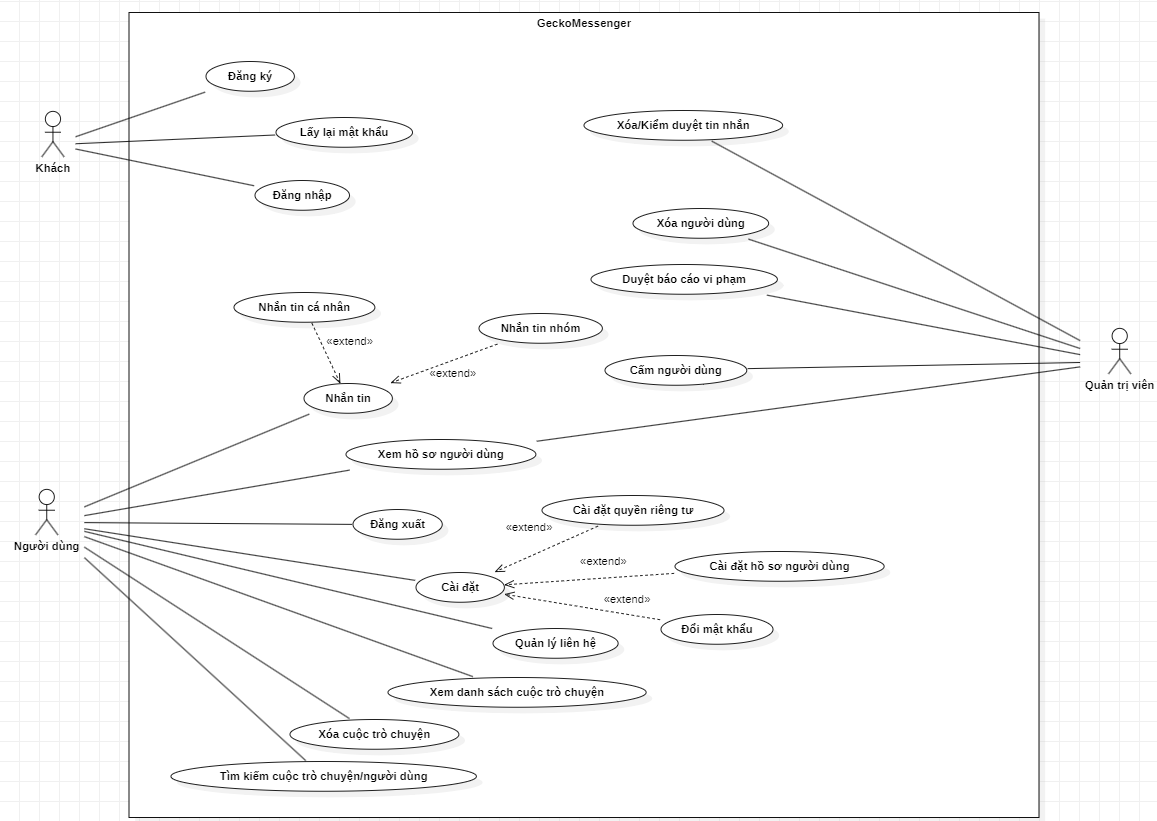 GeckoMessenger
Đăng ký
Lấy lại mật khẩu
Xóa/Kiểm duyệt tin nhắn
Khách
Đăng nhập
Xóa người dùng
Duyệt báo cáo vi phạm
Nhắn tin cá nhân
Nhắn tin nhóm
«extend»
«extend»
Cấm người dùng
Quản trị viên
Nhắn tin
Xem hồ sơ người dùng
Cài đặt quyền riêng tư
Đăng xuất
«extend»
Người dùng
«extend»
Cài đặt hồ sơ người dùng
Cài đặt
«extend»
Đổi mật khẩu
Quản lý liên hệ
Xem danh sách cuộc trò chuyện
Xóa cuộc trò chuyện
Tìm kiếm cuộc trò chuyện/người dùng